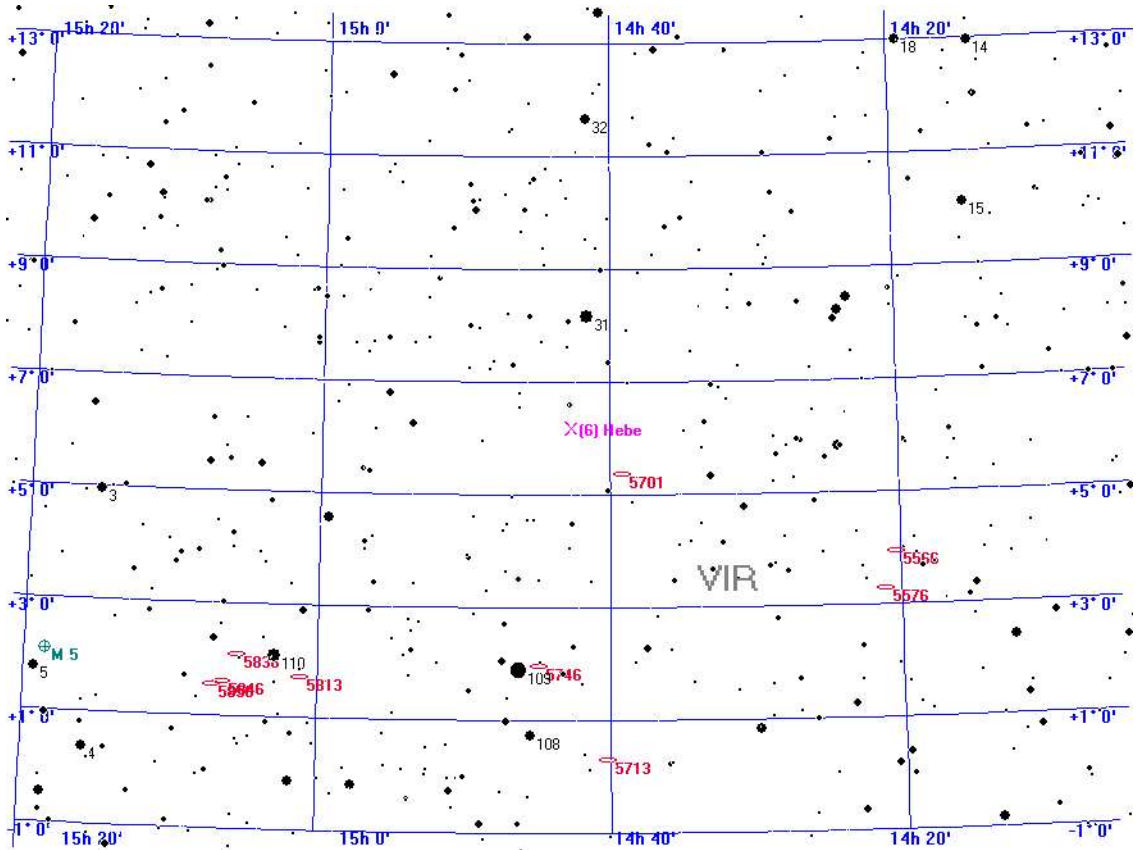 15h 20' 15h 0' 14h 40' 14h 20'
+13° 0' 18 14 +13° 0'
32
+11° 0' +11° 0'
15
+9° 0' +9° 0'
31
+7° 0' +7° 0'
(6) Hebe
5701
+5° 0' 3 +5° 0'
5566
VIR
5576
+3° 0' +3° 0'
M 5 110 5746
5 5813 109
5846
+1° 0' +1° 0'
4 108
5713
-1° 0' 15h 20' 15h 0' 14h 40' 14h 20' -1° 0'